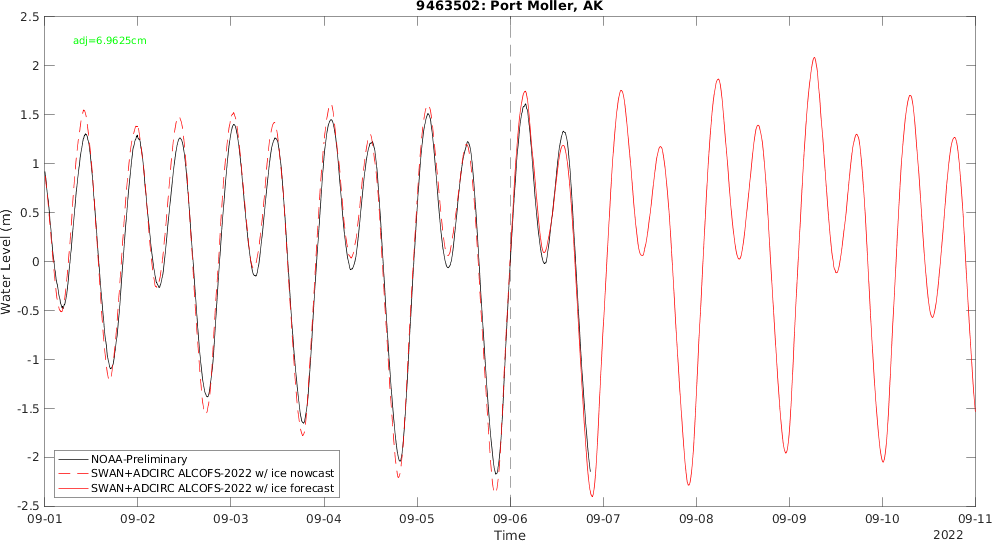 9463502: Port Moller, AK
adj=6.9625cm
Water Level (m)
2.5
2
1.5
1
0.5
0
-0.5
-1
-1.5
-2
-2.5
NOAA-Preliminary
SWAN+ADCIRC ALCOFS-2022 w/ ice nowcast
SWAN+ADCIRC ALCOFS-2022 w/ ice forecast
09-01 09-02 09-03 09-04 09-05 09-06 09-07 09-08 09-09 09-10 09-11
Time
2022